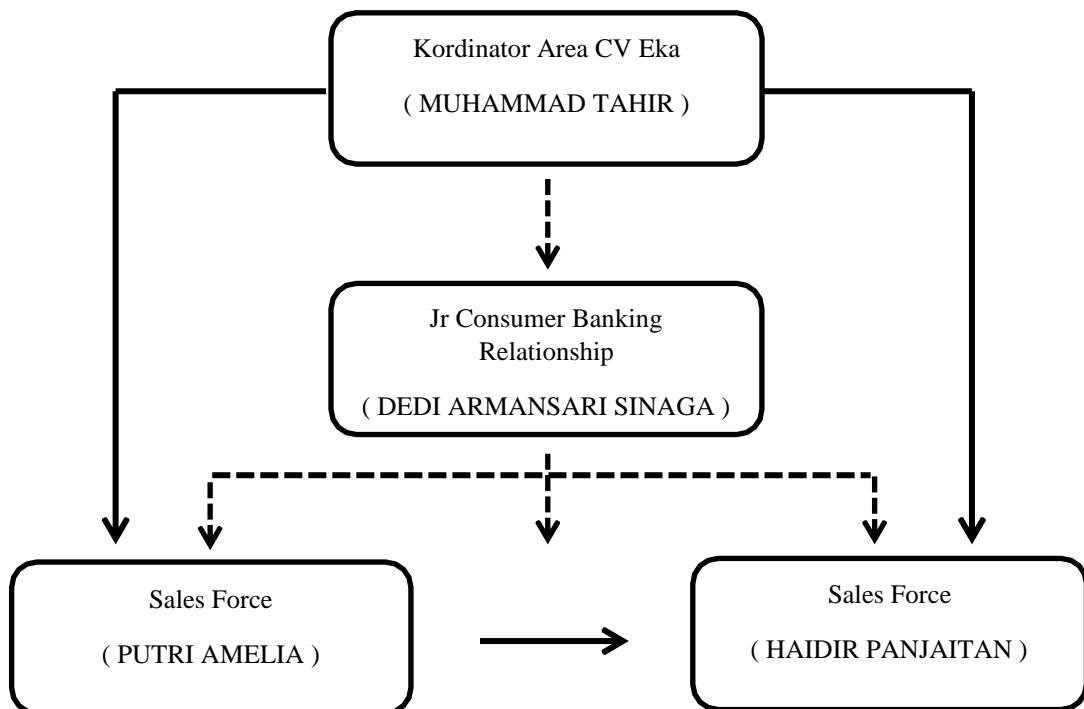 Kordinator Area CV Eka
( MUHAMMAD TAHIR )
Jr Consumer Banking
Relationship
( DEDI ARMANSARI SINAGA )
Sales Force
( PUTRI AMELIA )
Sales Force
( HAIDIR PANJAITAN )